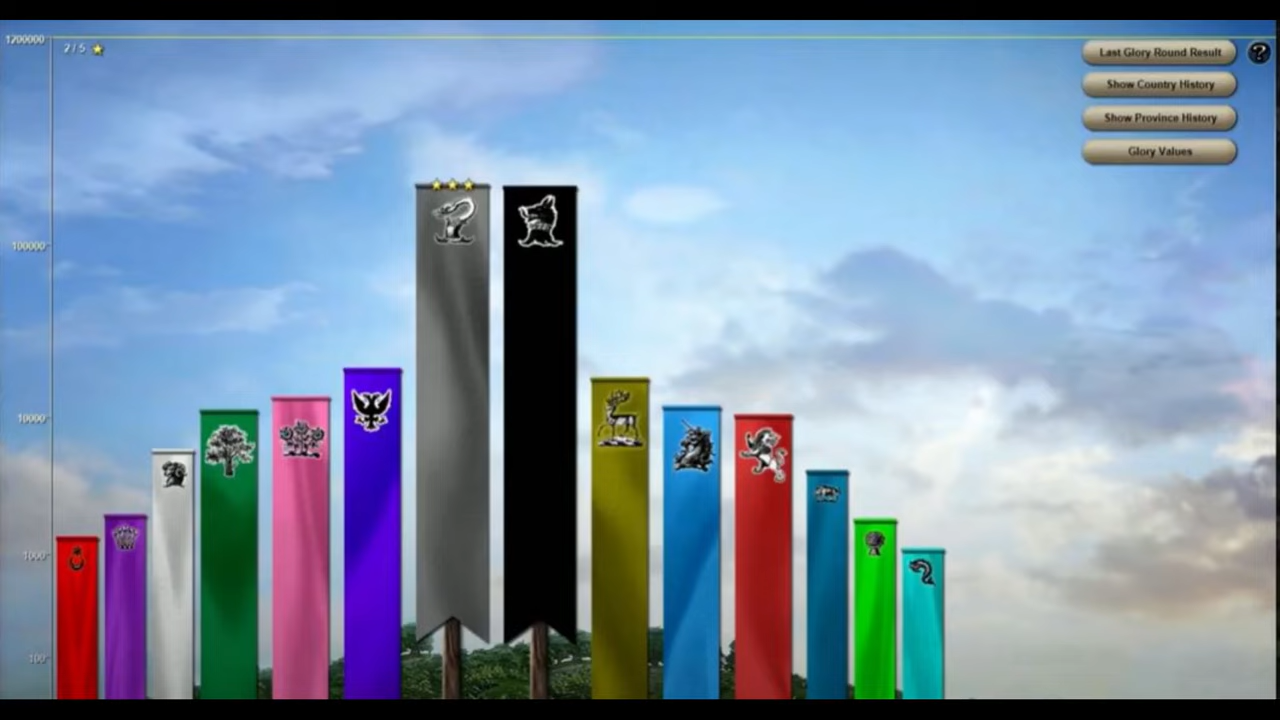 1200000
2 / 5
Last Glory Round Result
?
Show Country History
Show Province History
Glory Values
100000
10000
1000
100